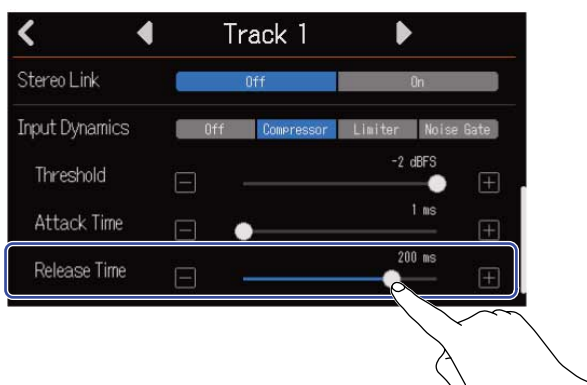 Track 1
Stereo Link Off On
Input Dynamics Off Compressor Limiter Noise Gate
-2 dBFS
Threshold
1 ms
Attack Time
200 ms
Release Time